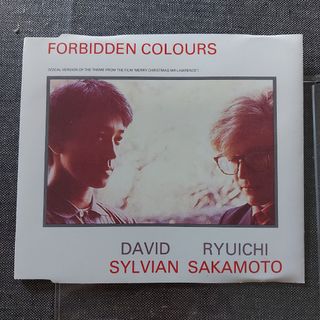 FORBIDDEN COLOURS
(VOCAL VERSION OF THE THEME FROM THE FILM "MERRY CHRISTMAS MR LAWRENCE")
DAVID RYUICHI
SYLVIAN SAKAMOTO